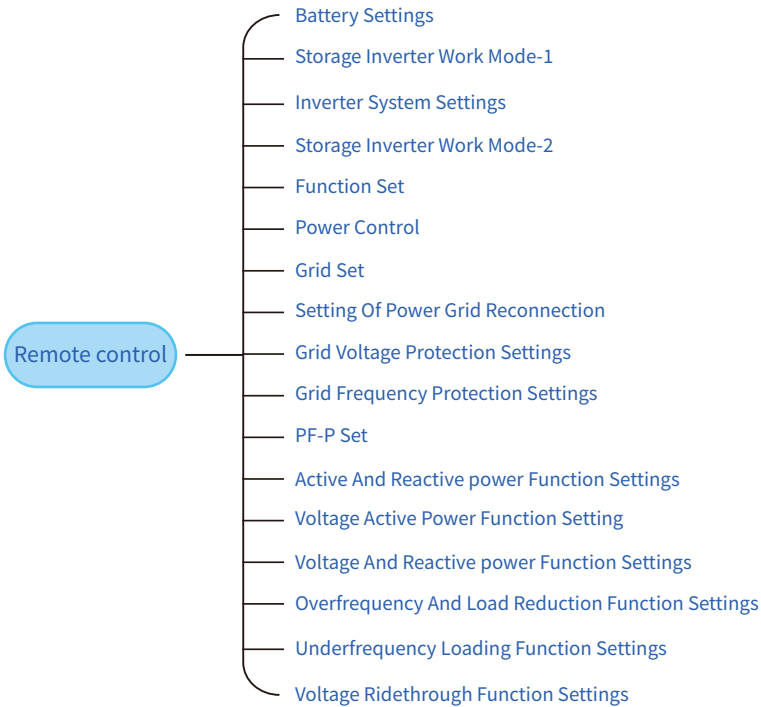 Battery Settings
Storage Inverter Work Mode-1
Inverter System Settings
Storage Inverter Work Mode-2
Function Set
Power Control
Grid Set
Setting Of Power Grid Reconnection
Remote control
Grid Voltage Protection Settings
Grid Frequency Protection Settings
PF-P Set
Active And Reactive power Function Settings
Voltage Active Power Function Setting
Voltage And Reactive power Function Settings
Overfrequency And Load Reduction Function Settings
Underfrequency Loading Function Settings
Voltage Ridethrough Function Settings